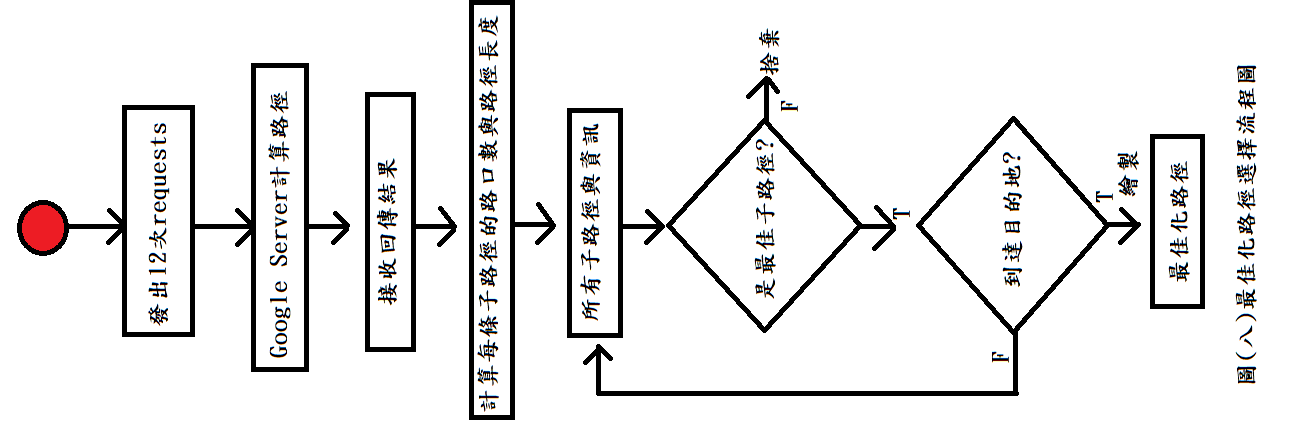 發出12次requests
Google Server計算路徑
接收回傳結果
計算每條子路徑的路口數與路徑長度
所有子路徑與資訊
是最佳子路徑?
F
捨棄
T
到達目的地?
F
T
繪製
最佳化路徑
圖(八)最佳化路徑選擇流程圖